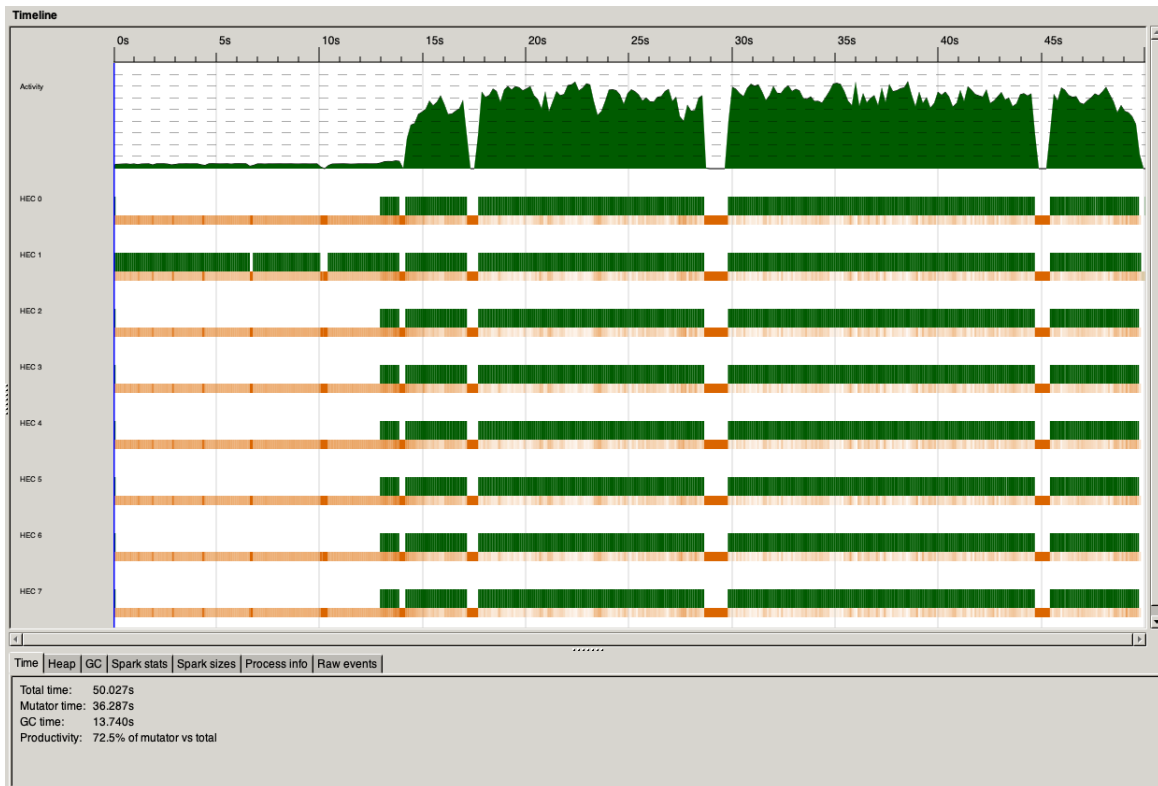 Timeline
0s 5s 10s 15s 20s 25s 30s 35s 40s 45s
Activity
HEC 0
HEC 1
HEC 2
HEC 3
HEC 4
HEC 5
HEC 6
HEC 7
Time Heap GC Spark stats Spark sizes Process info Raw events
Total time: 50.027s
Mutator time: 36.287s
GC time: 13.740s
Productivity: 72.5% of mutator vs total